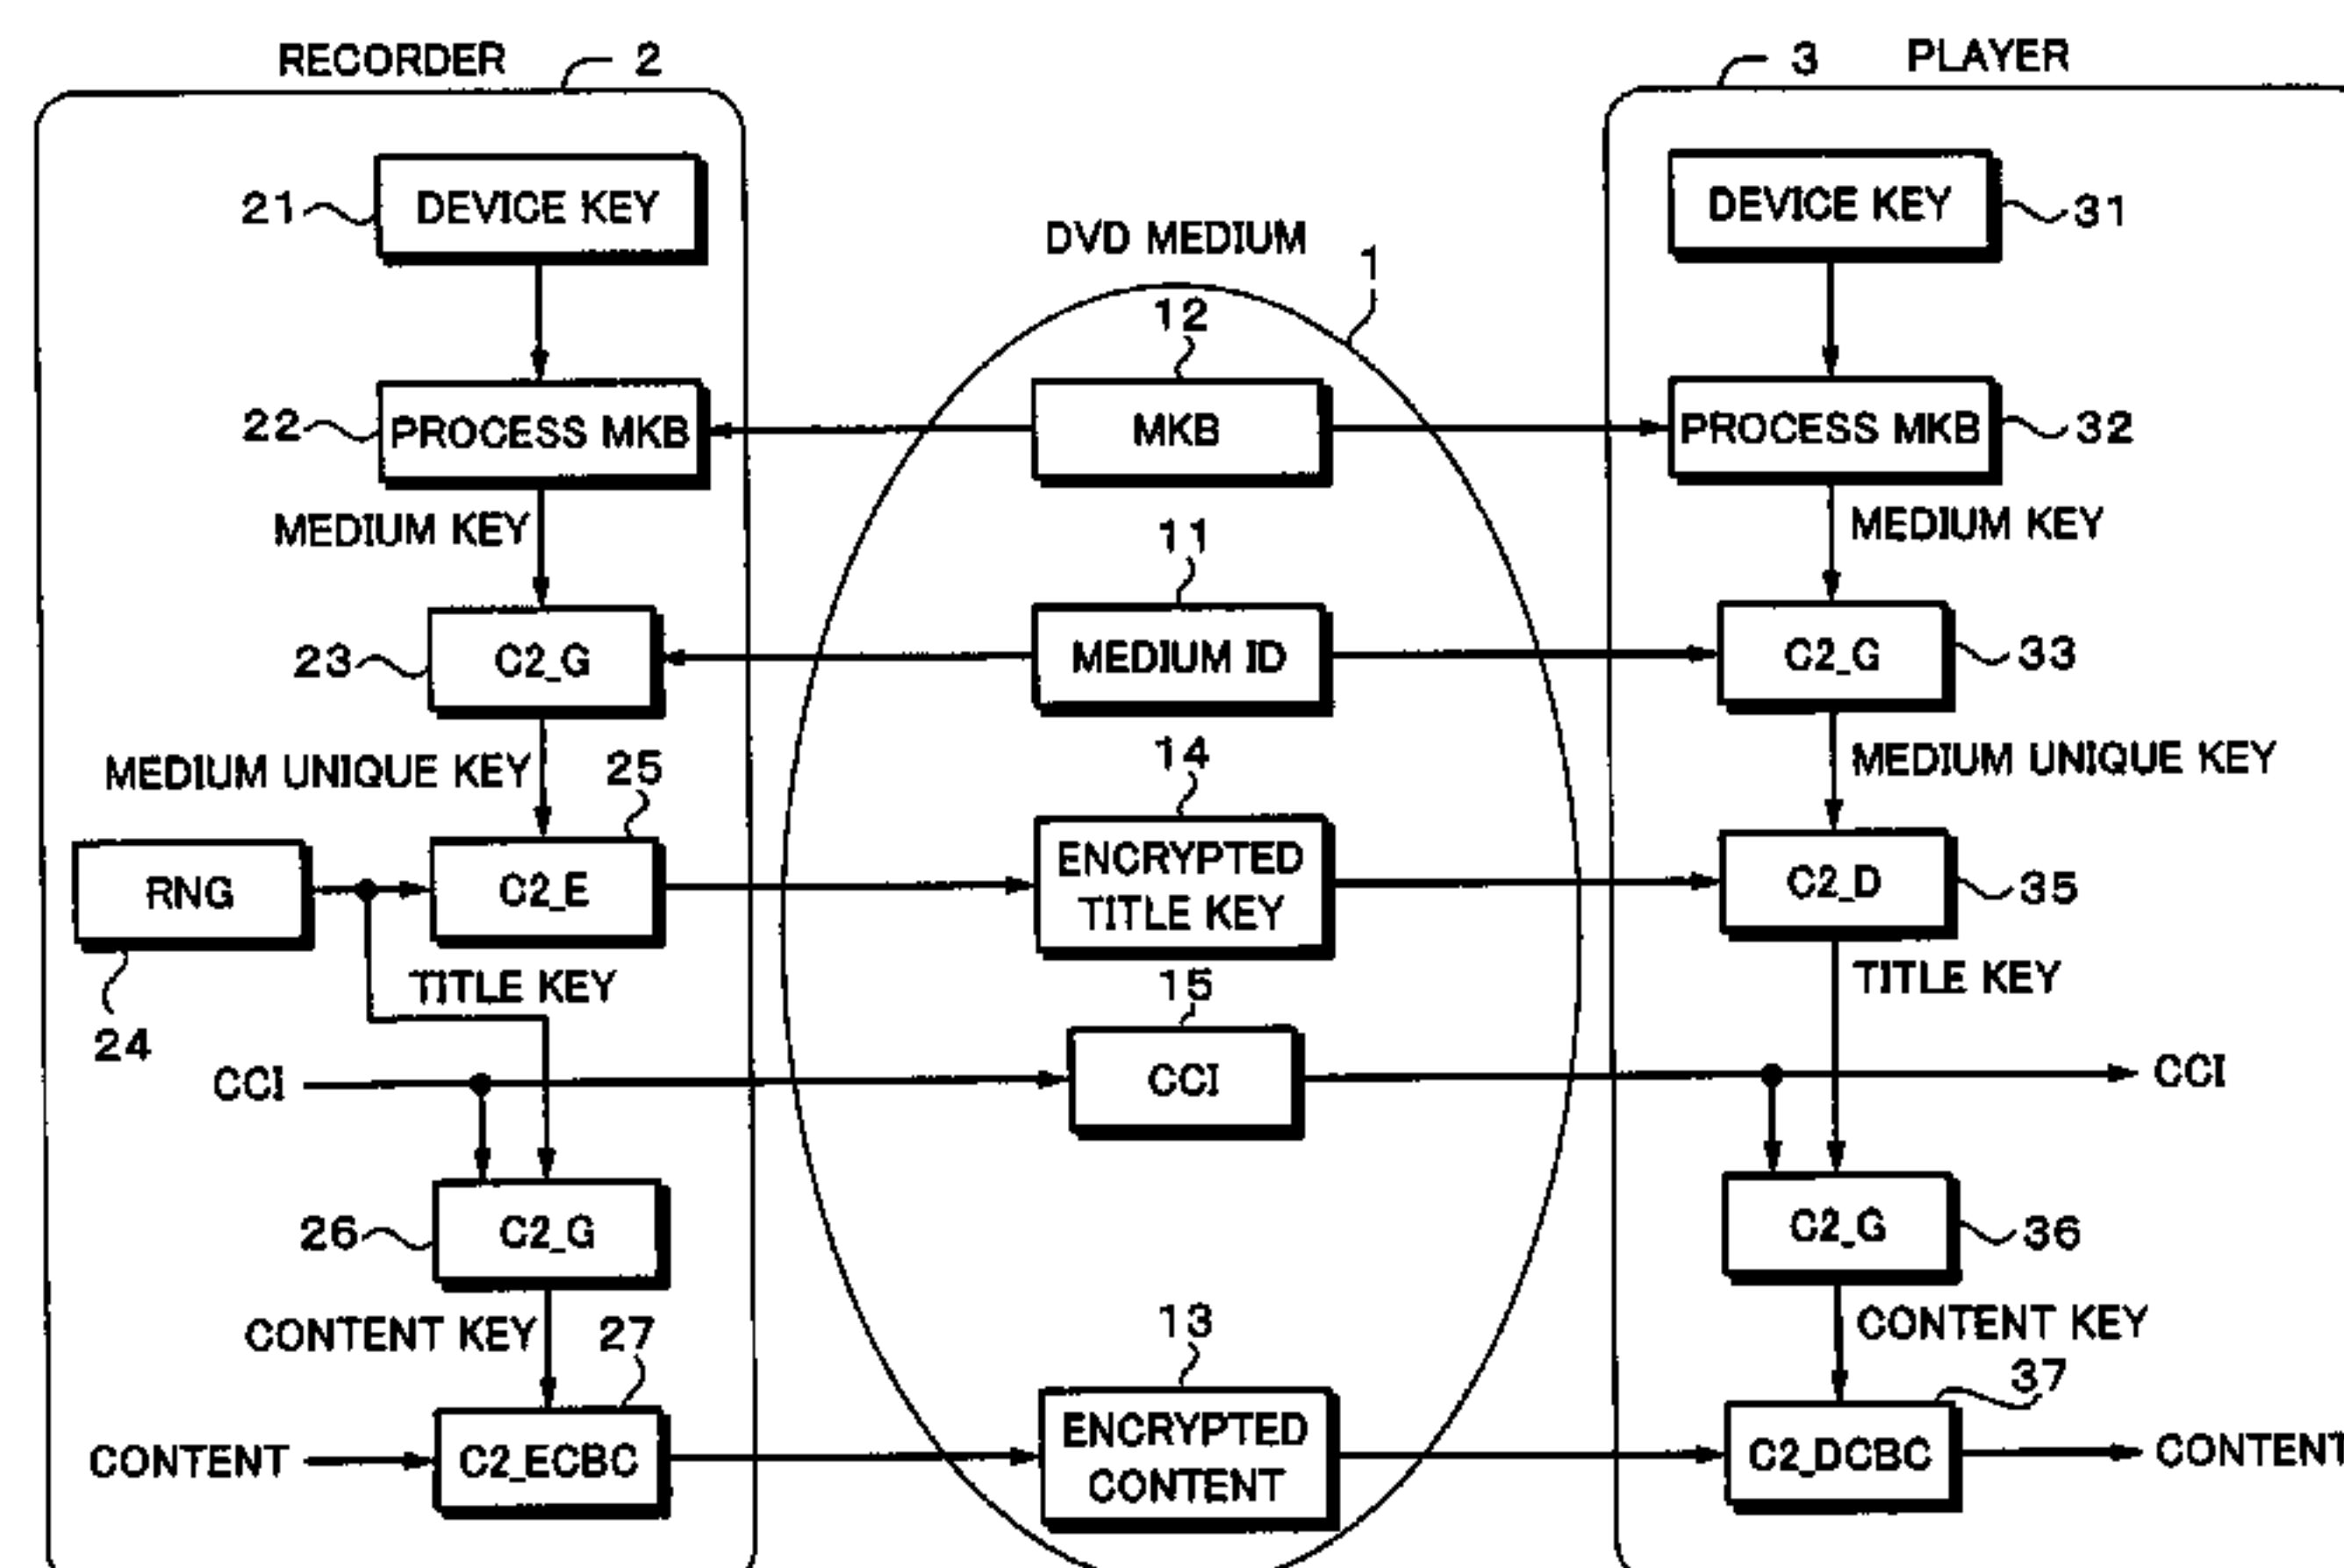 RECORDER
2
3
PLAYER
21
DEVICE KEY
DEVICE KEY
31
DVD MEDIUM
1
12
22
PROCESS MKB
MKB
PROCESS MKB
32
MEDIUM KEY
MEDIUM KEY
11
23
C2_G
MEDIUM ID
C2_G
33
MEDIUM UNIQUE KEY
25
14
MEDIUM UNIQUE KEY
RNG
C2_E
ENCRYPTED
TITLE KEY
C2_D
35
24
TITLE KEY
15
TITLE KEY
CCI
CCI
CCI
26
C2_G
C2_G
36
CONTENT KEY
27
13
CONTENT KEY
37
CONTENT
C2_ECBC
ENCRYPTED
CONTENT
C2_DCBC
CONTENT